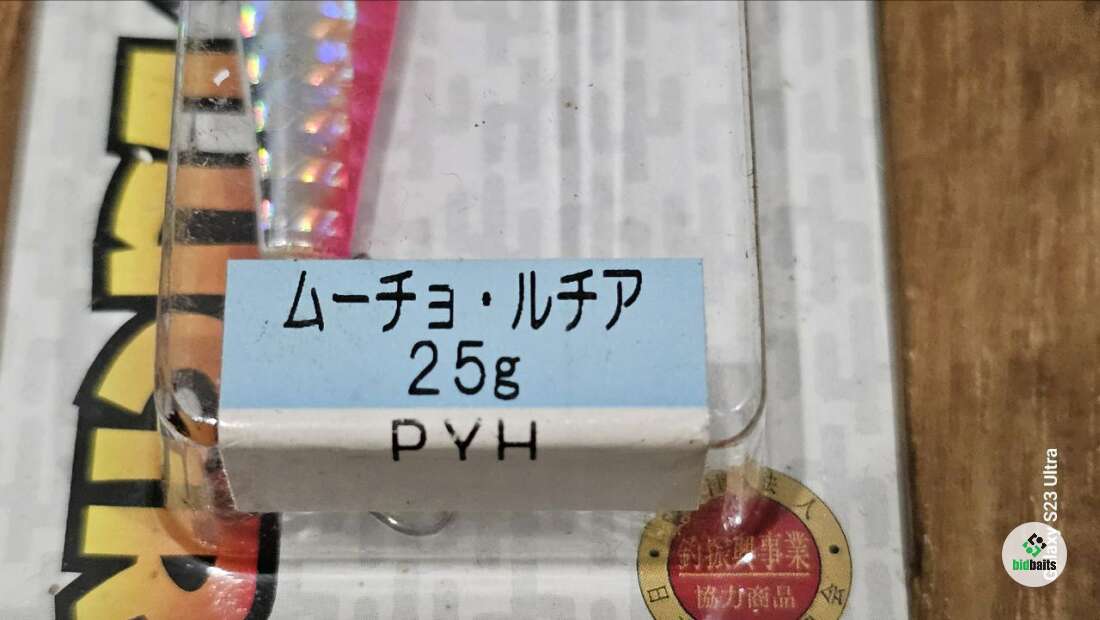 ムーチョ・ルチア
25g
PYH
釣振興事業
協力商品
Galaxy S23 Ultra
bidbaits